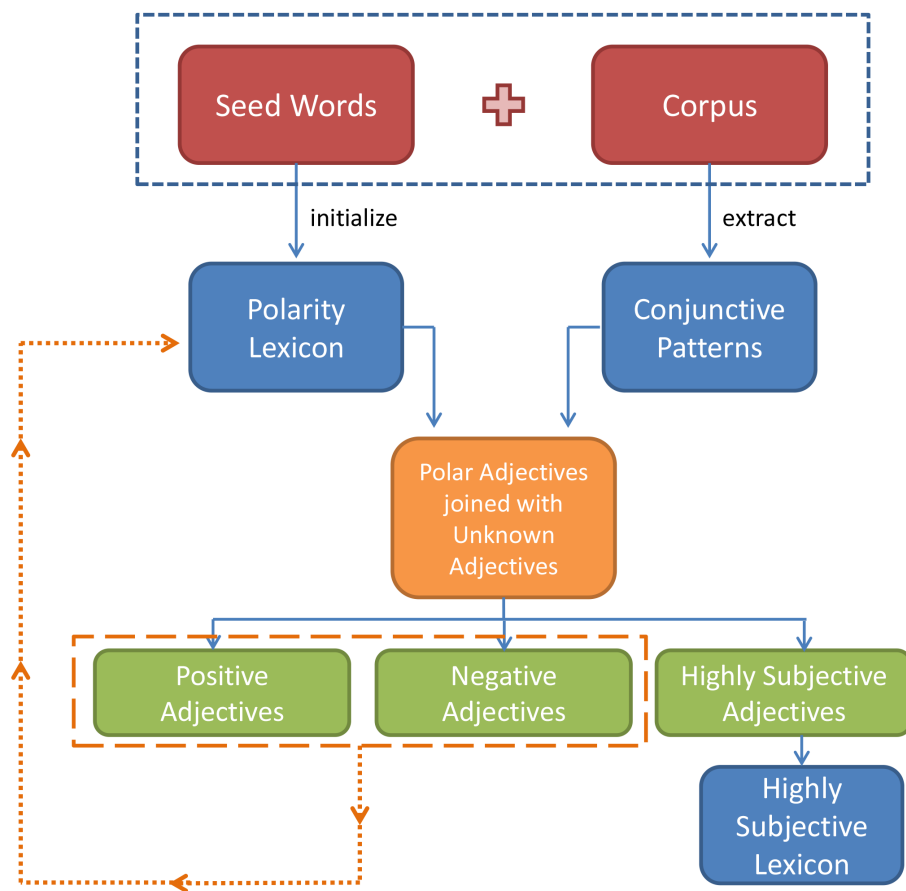 Seed Words
Corpus
initialize
extract
Polarity
Lexicon
Conjunctive
Patterns
Polar Adjectives
joined with
Unknown
Adjectives
Positive
Adjectives
Negative
Adjectives
Highly Subjective
Adjectives
Highly
Subjective
Lexicon